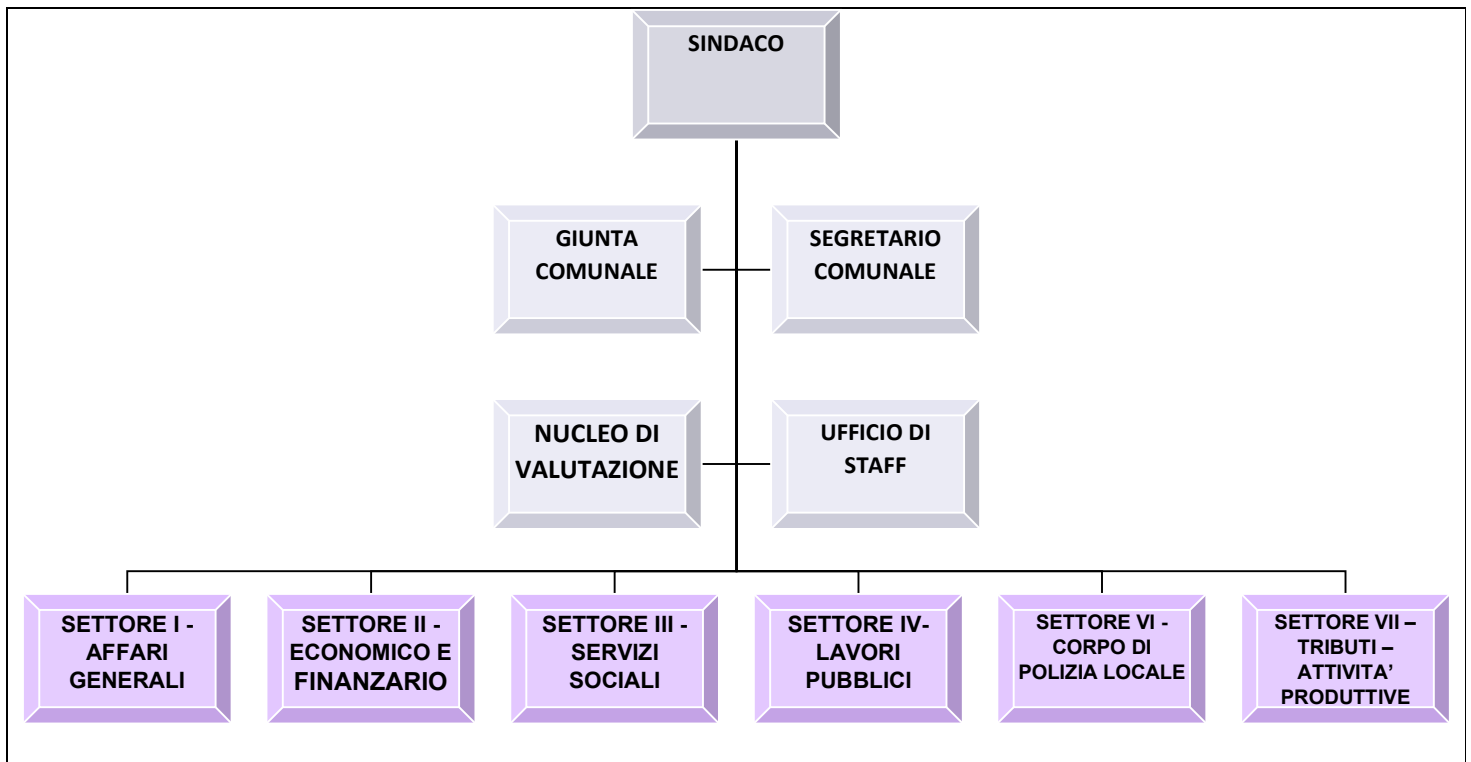 SINDACO
GIUNTA
COMUNALE
SEGRETARIO
COMUNALE
NUCLEO DI
VALUTAZIONE
UFFICIO DI
STAFF
SETTORE I -
AFFARI
GENERALI
SETTORE II -
ECONOMICO E
FINANZARIO
SETTORE III -
SERVIZI
SOCIALI
SETTORE IV-
LAVORI
PUBBLICI
SETTORE VI -
CORPO DI
POLIZIA LOCALE
SETTORE VII –
TRIBUTI –
ATTIVITA’
PRODUTTIVE